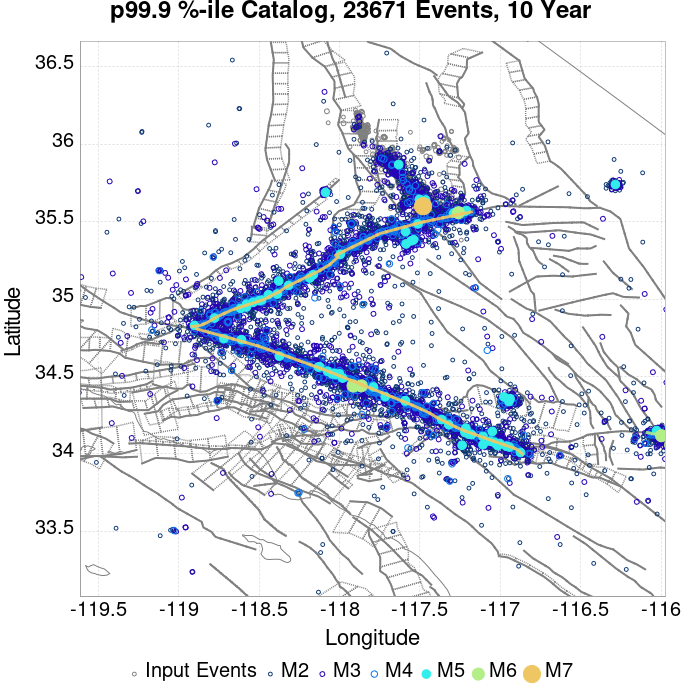 p99.9 %-ile Catalog, 23671 Events, 10 Year
36.5
36
35.5
35
34.5
34
33.5
Latitude
-119.5 -119 -118.5 -118 -117.5 -117 -116.5 -116
Longitude
Input Events M2 M3 M4 M5 M6 M7